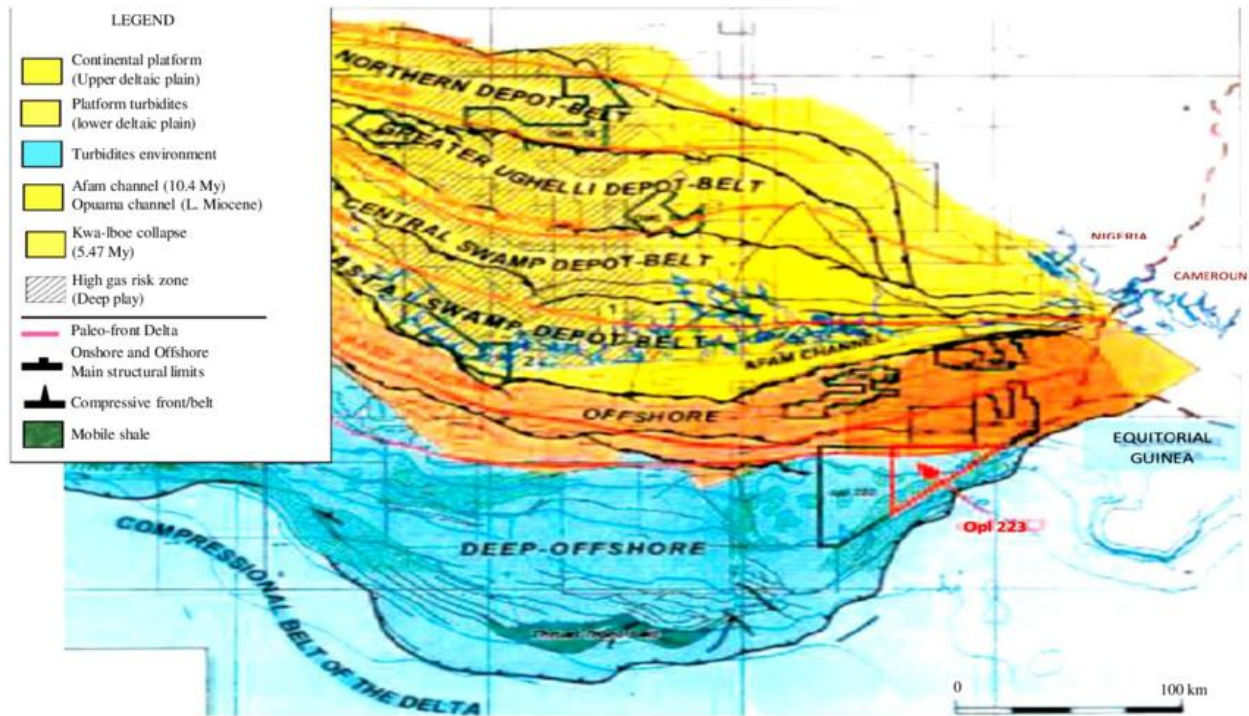 LEGEND
Continental platform
(Upper deltaic plain)
Platform turbidites
(lower deltaic plain)
Turbidites environment
Afam channel (10.4 My)
Opuama channel (L. Miocene)
Kwa-Iboe collapse
(5.47 My)
High gas risk zone
(Deep play)
Paleo-front Delta
Onshore and Offshore
Main structural limits
Compressive front/belt
Mobile shale
NORTHERN DEPOT-BELT
GREATER UGHELLI DEPOT-BELT
CENTRAL SWAMP DEPOT-BELT
SWAMP DEPOT-BELT
1
2
AFAM CHANNEL
OFFSHORE
NIGERIA
CAMEROUN
EQUITORIAL
GUINEA
Opl 223
DEEP-OFFSHORE
COMPRESSIONAL BELT OF THE DELTA
0
100 km